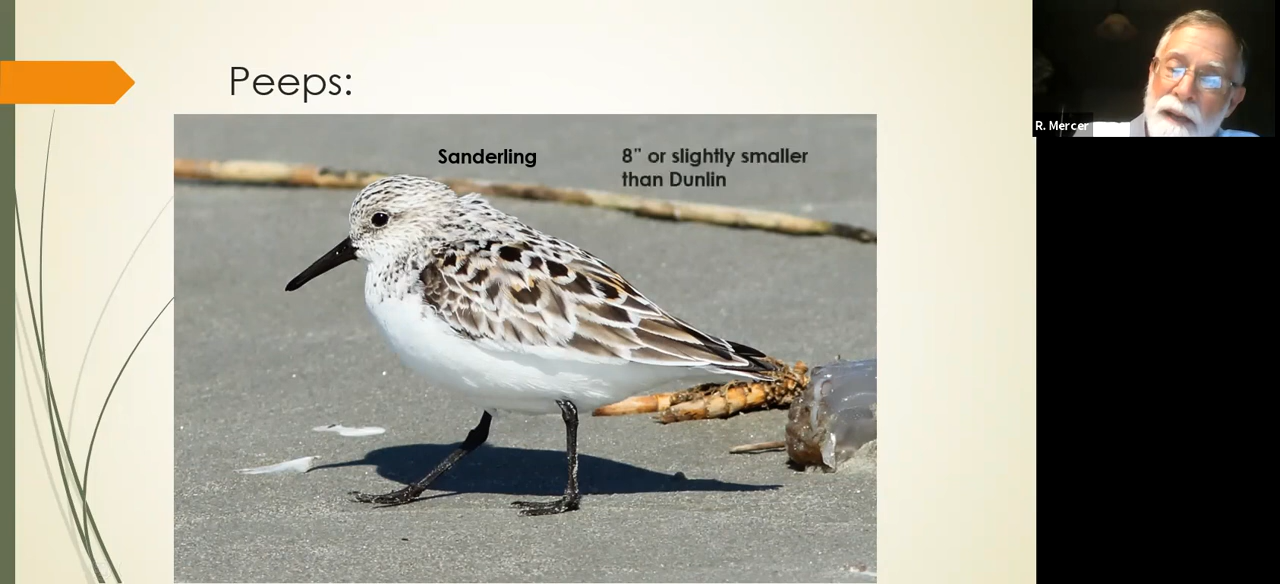 Peeps:
Sanderling
8” or slightly smaller
than Dunlin
R. Mercer